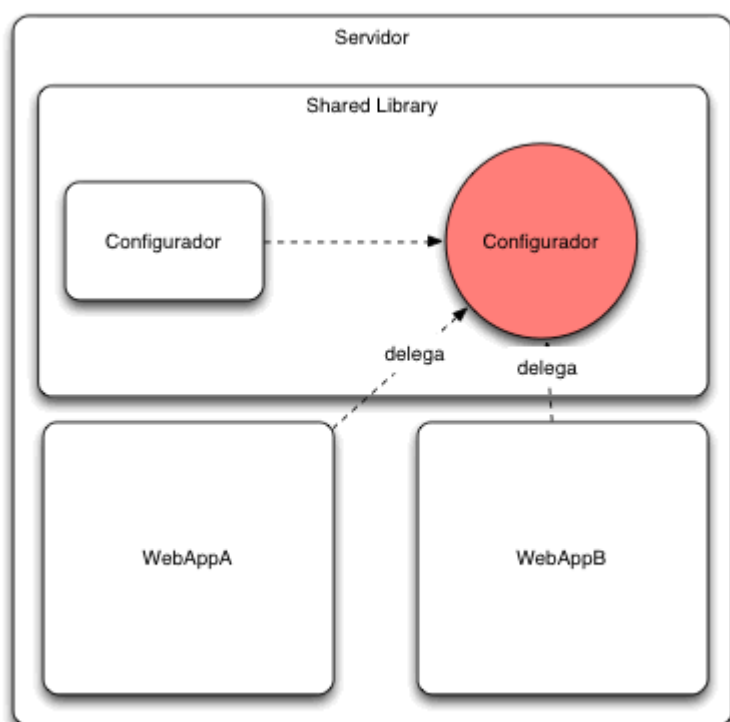 Servidor
Shared Library
Configurador
Configurador
delega
delega
WebAppA
WebAppB